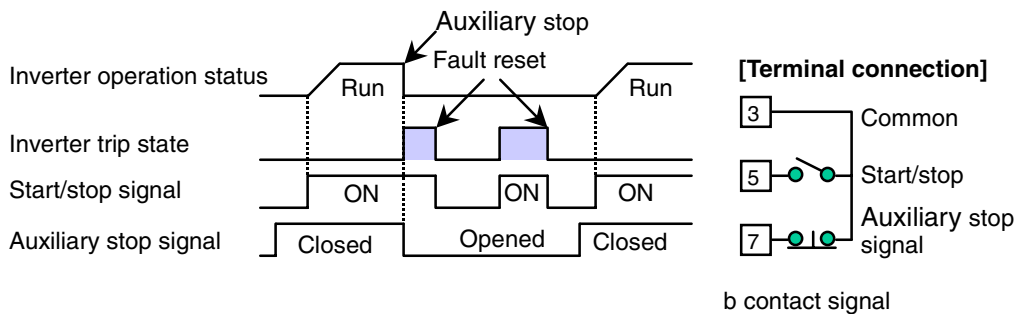 Auxiliary stop
Fault reset
Inverter operation status
Run
Run
Inverter trip state
Start/stop signal
ON
ON
ON
Auxiliary stop signal
Closed
Opened
Closed
[Terminal connection]
3
Common
5
Start/stop
7
Auxiliary stop
signal
b contact signal